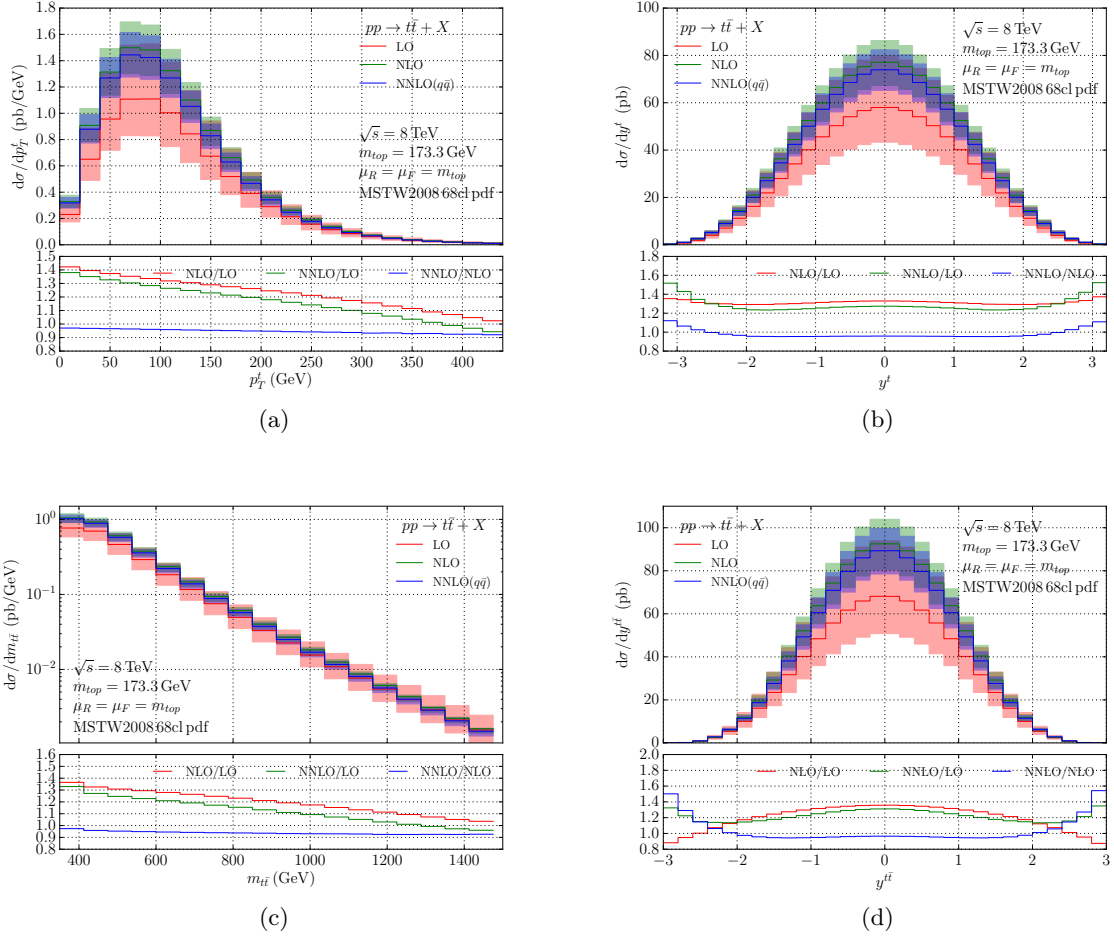 pp → tt̄ + X
LO
NLO
NNLO(qq̄)
√s = 8 TeV
m_top = 173.3 GeV
μ_R = μ_F = m_top
MSTW2008 68cl pdf
dσ/dp_T^t (pb/GeV)
1.8
1.6
1.4
1.2
1.0
0.8
0.6
0.4
0.2
0.0
NLO/LO NNLO/LO NNLO/NLO
1.5
1.4
1.3
1.2
1.1
1.0
0.9
0.8
0 50 100 150 200 250 300 350 400
p_T^t (GeV)
(a)
pp → tt̄ + X
LO
NLO
NNLO(qq̄)
√s = 8 TeV
m_top = 173.3 GeV
μ_R = μ_F = m_top
MSTW2008 68cl pdf
dσ/dy^t (pb)
100
80
60
40
20
0
NLO/LO NNLO/LO NNLO/NLO
1.8
1.6
1.4
1.2
1.0
0.8
−3 −2 −1 0 1 2 3
y^t
(b)
pp → tt̄ + X
LO
NLO
NNLO(qq̄)
√s = 8 TeV
m_top = 173.3 GeV
μ_R = μ_F = m_top
MSTW2008 68cl pdf
dσ/dm_tt̄ (pb/GeV)
10^0
10^−1
10^−2
NLO/LO NNLO/LO NNLO/NLO
1.6
1.5
1.4
1.3
1.2
1.1
1.0
0.9
0.8
400 600 800 1000 1200 1400
m_tt̄ (GeV)
(c)
pp → tt̄ + X
LO
NLO
NNLO(qq̄)
√s = 8 TeV
m_top = 173.3 GeV
μ_R = μ_F = m_top
MSTW2008 68cl pdf
dσ/dy^tt̄ (pb)
100
80
60
40
20
0
NLO/LO NNLO/LO NNLO/NLO
2.0
1.8
1.6
1.4
1.2
1.0
0.8
−3 −2 −1 0 1 2 3
y^tt̄
(d)